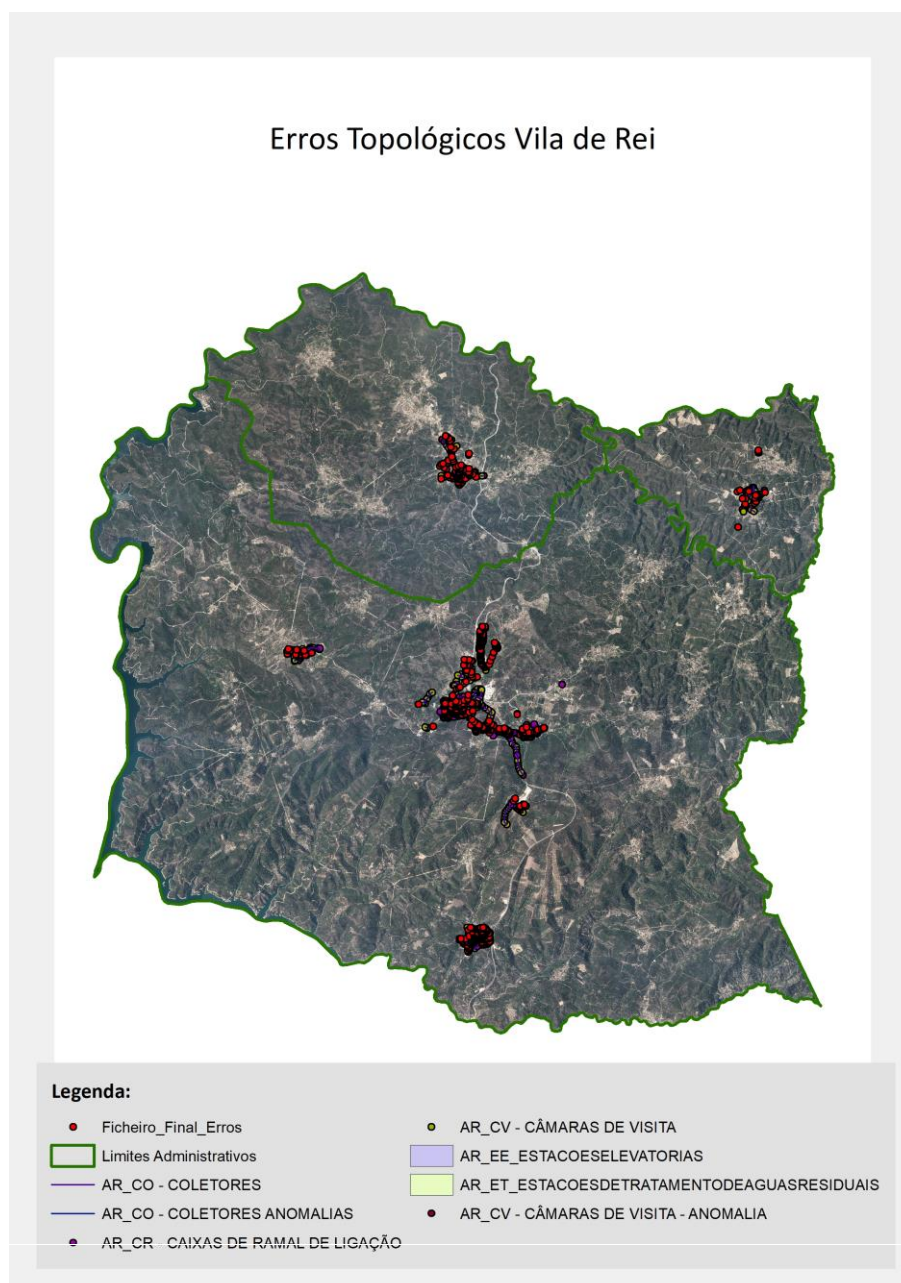 Erros Topológicos Vila de Rei
Legenda:
Ficheiro_Final_Erros
Limites Administrativos
AR_CO - COLETORES
AR_CO - COLETORES ANOMALIAS
AR_CR - CAIXAS DE RAMAL DE LIGAÇÃO
AR_CV - CÂMARAS DE VISITA
AR_EE_ESTACOESELEVATORIAS
AR_ET_ESTACOESDETRATAMENTODEAGUASRESIDUAIS
AR_CV - CÂMARAS DE VISITA - ANOMALIA